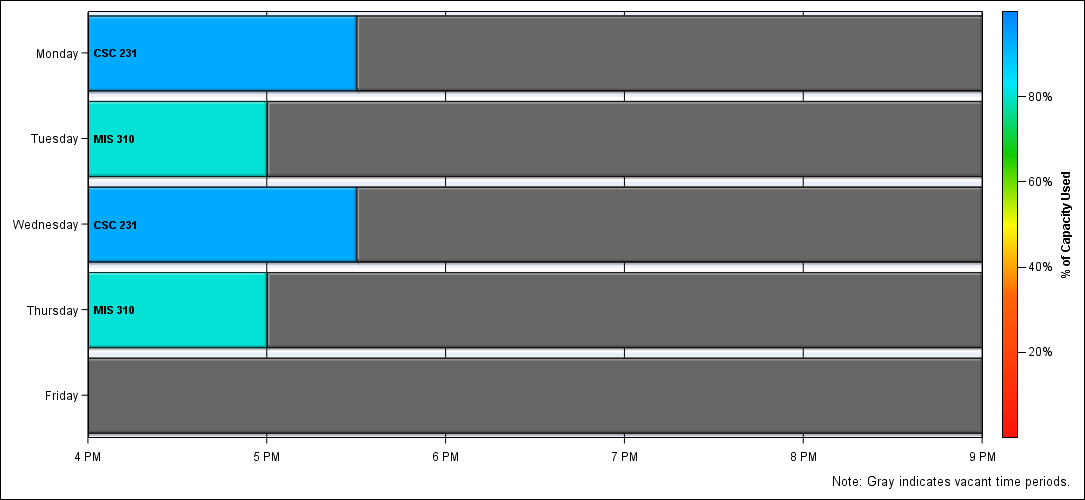 Monday
CSC 231
Tuesday
MIS 310
Wednesday
CSC 231
Thursday
MIS 310
Friday
4 PM 5 PM 6 PM 7 PM 8 PM 9 PM
80%
60%
40%
20%
% of Capacity Used
Note: Gray indicates vacant time periods.